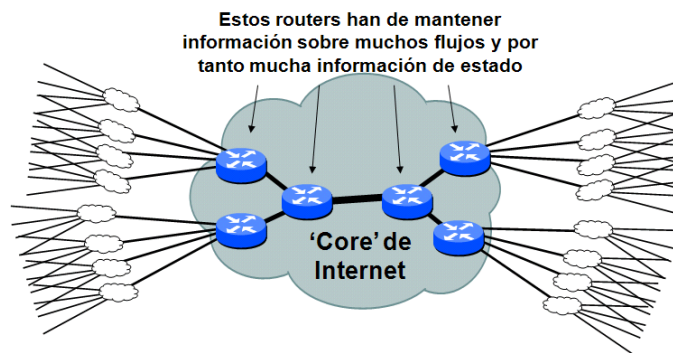 Estos routers han de mantener
información sobre muchos flujos y por
tanto mucha información de estado
‘Core’ de
Internet